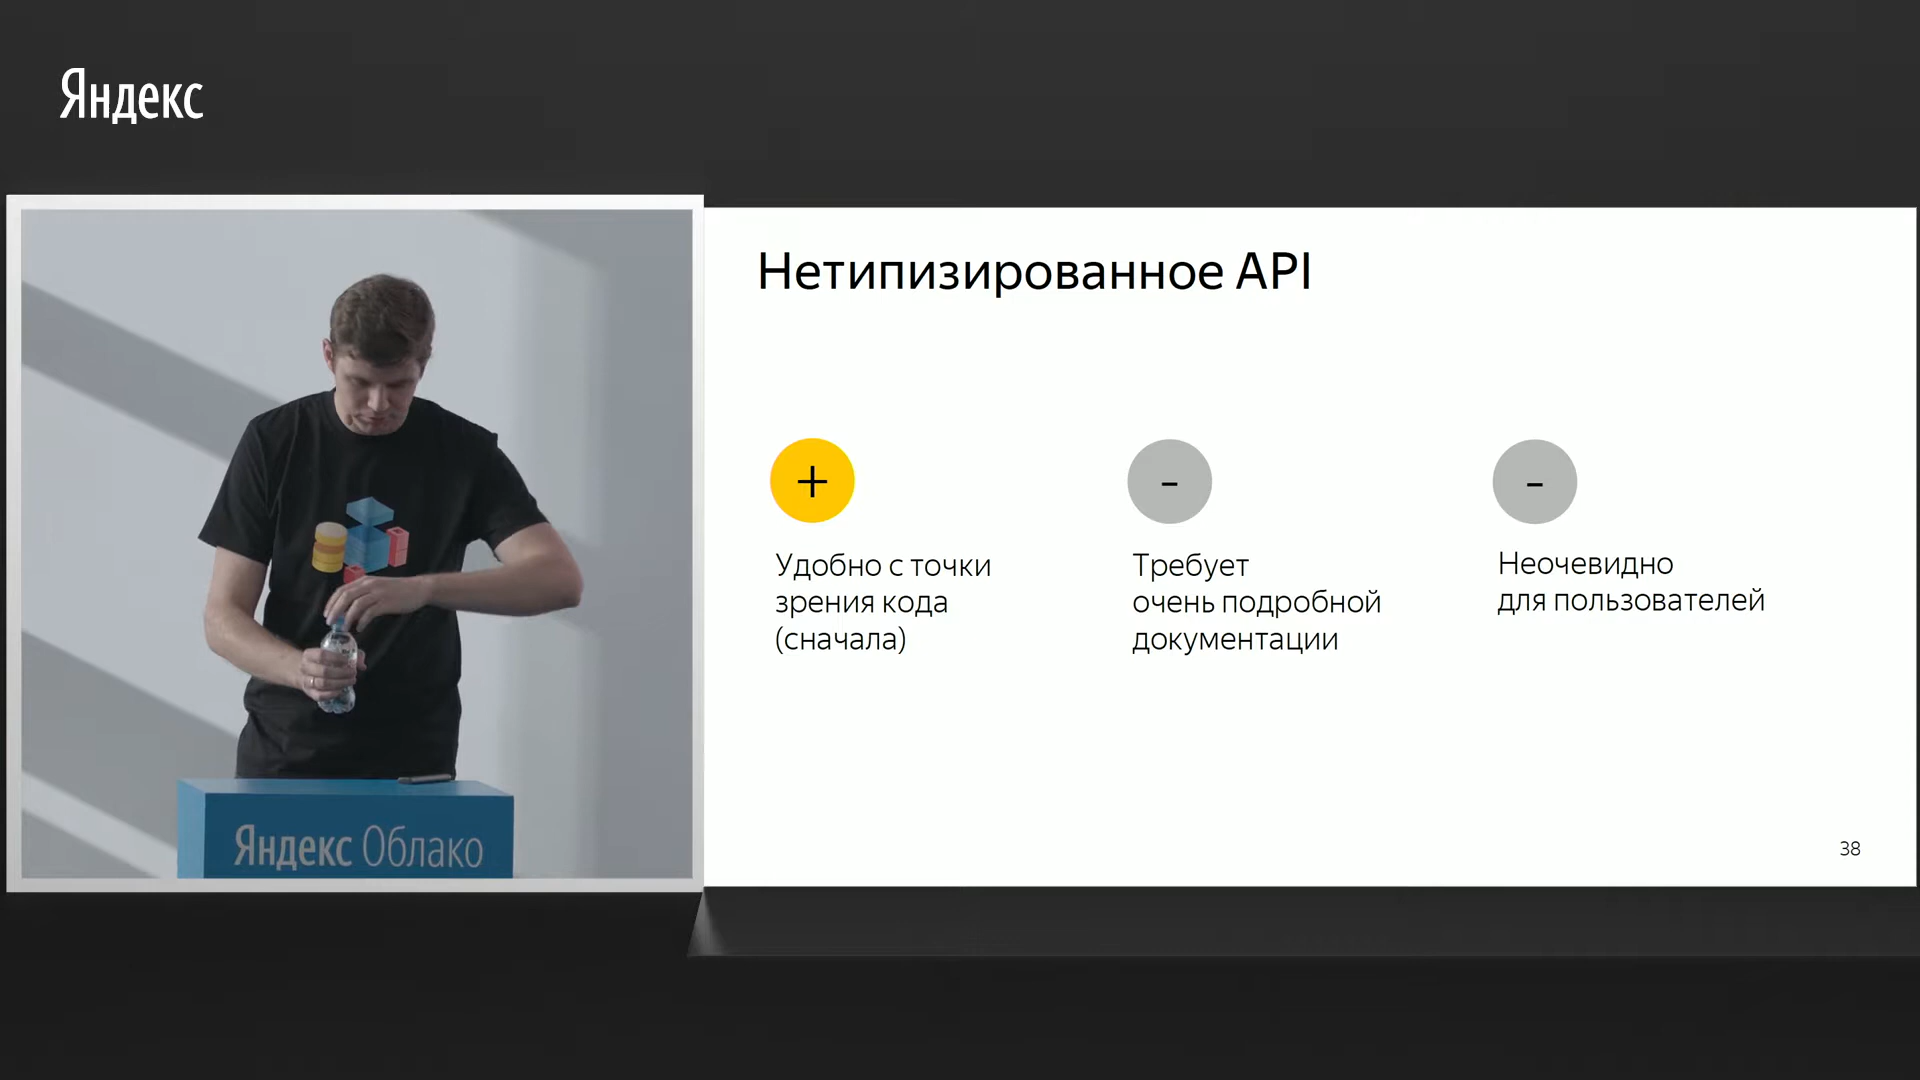 Яндекс
Нетипизированное API
+
-
-
Удобно с точки
зрения кода
(сначала)
Требует
очень подробной
документации
Неочевидно
для пользователей
38
Яндекс Облако